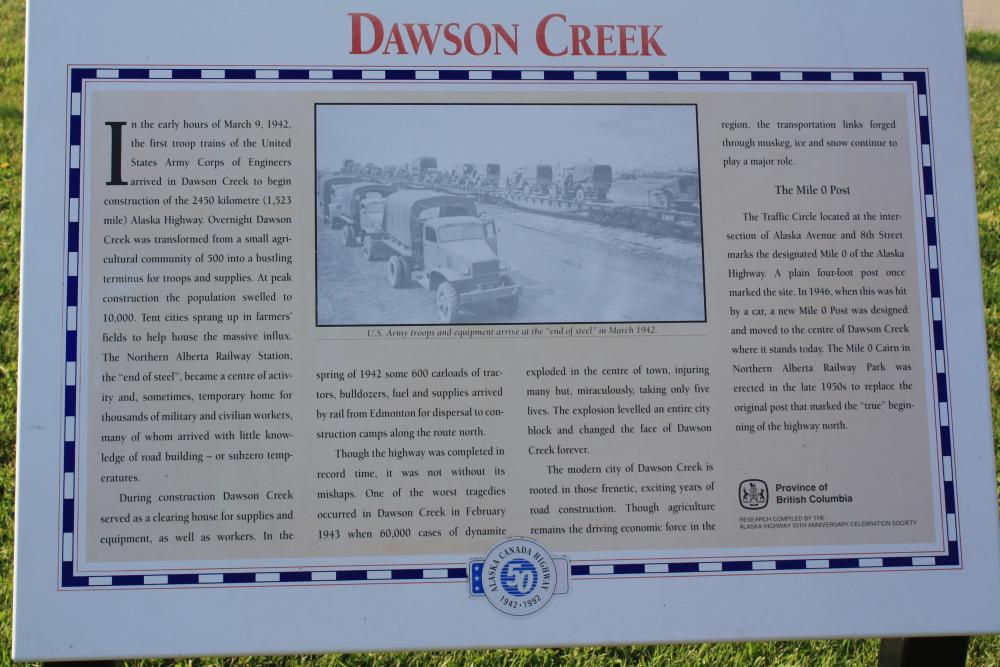 DAWSON CREEK
In the early hours of March 9, 1942,
the first troop trains of the United
States Army Corps of Engineers
arrived in Dawson Creek to begin
construction of the 2450 kilometre (1,523
mile) Alaska Highway. Overnight Dawson
Creek was transformed from a small agri-
cultural community of 500 into a bustling
terminus for troops and supplies. At peak
construction the population swelled to
10,000. Tent cities sprang up in farmers'
fields to help house the massive influx.
The Northern Alberta Railway Station,
the "end of steel", became a centre of activ-
ity and, sometimes, temporary home for
thousands of military and civilian workers,
many of whom arrived with little know-
ledge of road building – or subzero temp-
eratures.
During construction Dawson Creek
served as a clearing house for supplies and
equipment, as well as workers. In the
U.S. Army troops and equipment arrive at the "end of steel" in March 1942.
spring of 1942 some 600 carloads of trac-
tors, bulldozers, fuel and supplies arrived
by rail from Edmonton for dispersal to con-
struction camps along the route north.
Though the highway was completed in
record time, it was not without its
mishaps. One of the worst tragedies
occurred in Dawson Creek in February
1943 when 60,000 cases of dynamite
exploded in the centre of town, injuring
many but, miraculously, taking only five
lives. The explosion levelled an entire city
block and changed the face of Dawson
Creek forever.
The modern city of Dawson Creek is
rooted in those frenetic, exciting years of
road construction. Though agriculture
remains the driving economic force in the
region, the transportation links forged
through muskeg, ice and snow continue to
play a major role.
The Mile 0 Post
The Traffic Circle located at the inter-
section of Alaska Avenue and 8th Street
marks the designated Mile 0 of the Alaska
Highway. A plain four-foot post once
marked the site. In 1946, when this was hit
by a car, a new Mile 0 Post was designed
and moved to the centre of Dawson Creek
where it stands today. The Mile 0 Cairn in
Northern Alberta Railway Park was
erected in the late 1950s to replace the
original post that marked the "true" begin-
ning of the highway north.
Province of
British Columbia
RESEARCH COMPILED BY THE
ALASKA HIGHWAY 50TH ANNIVERSARY CELEBRATION SOCIETY
ALASKA CANADA HIGHWAY
50
1942·1992